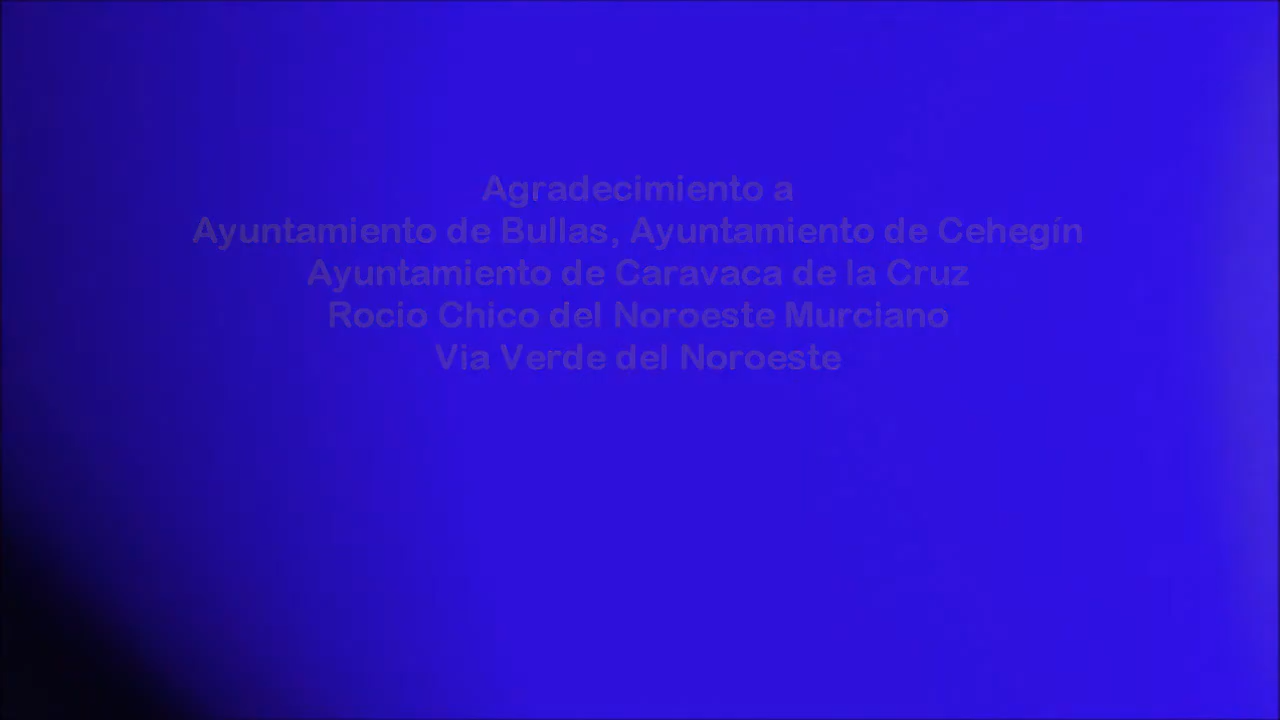 Agradecimiento a
Ayuntamiento de Bullas, Ayuntamiento de Cehegín
Ayuntamiento de Caravaca de la Cruz
Rocio Chico del Noroeste Murciano
Via Verde del Noroeste